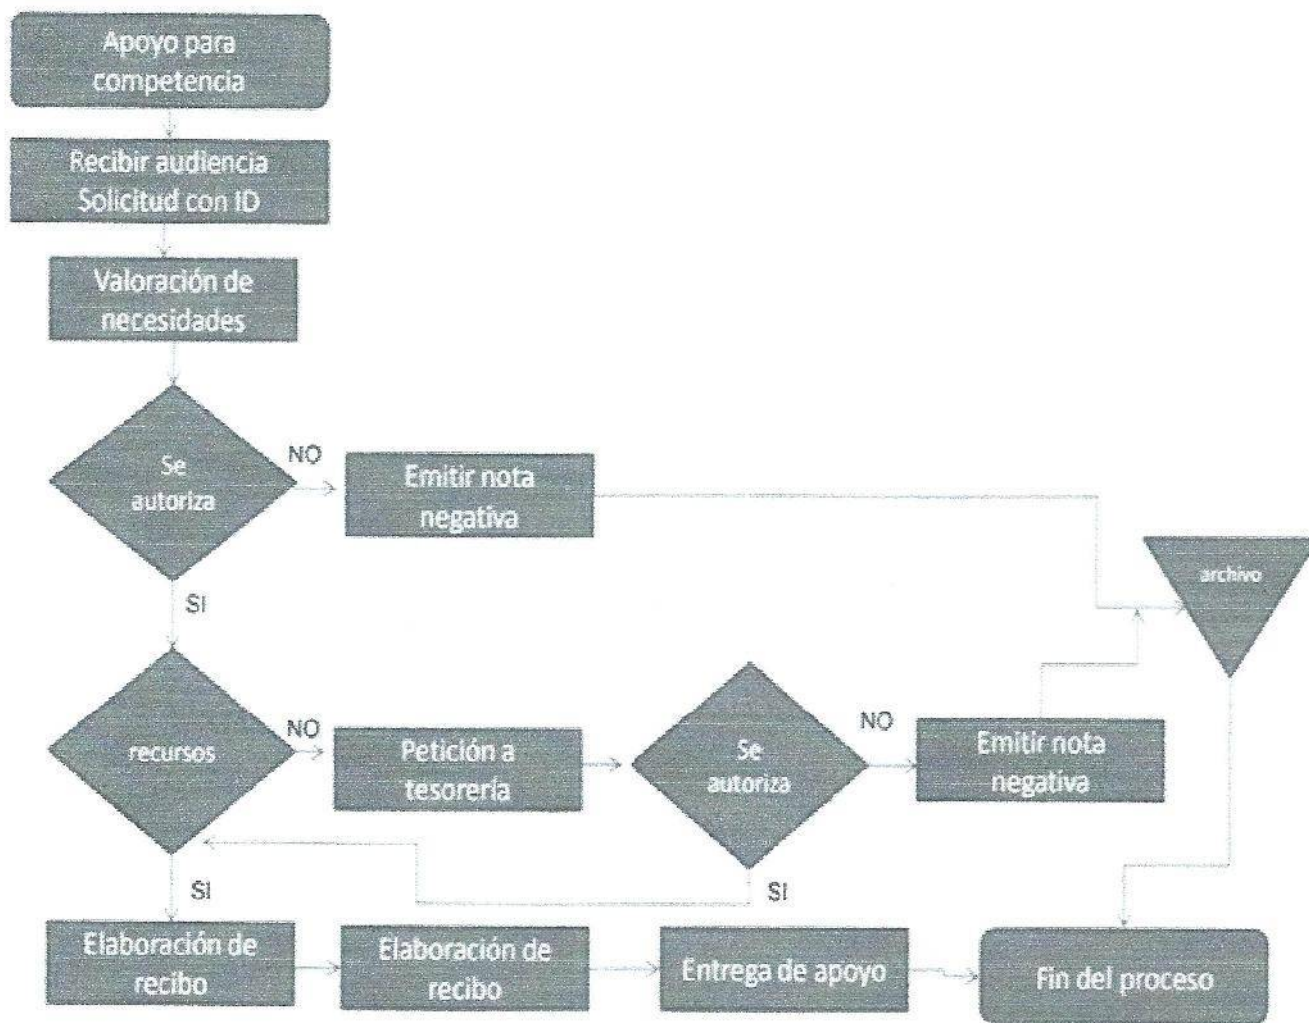 Apoyo para
competencia
Recibir audiencia
Solicitud con ID
Valoración de
necesidades
Se
autoriza
NO
Emitir nota
negativa
archivo
SI
recursos
NO
Petición a
tesorería
Se
autoriza
NO
Emitir nota
negativa
SI
SI
Elaboración de
recibo
Elaboración de
recibo
Entrega de apoyo
Fin del proceso